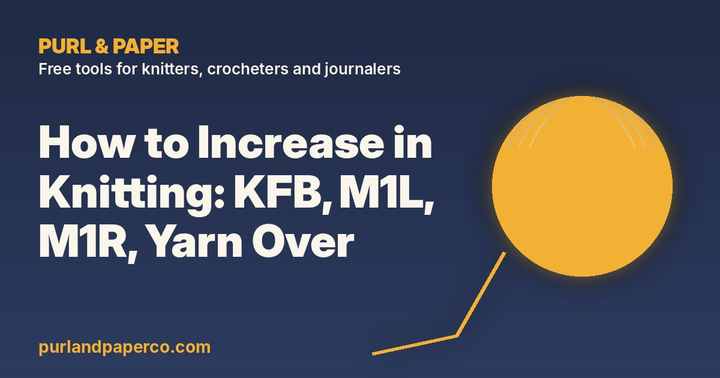 PURL & PAPER
Free tools for knitters, crocheters and journalers
How to Increase in
Knitting: KFB, M1L,
M1R, Yarn Over
purlandpaperco.com